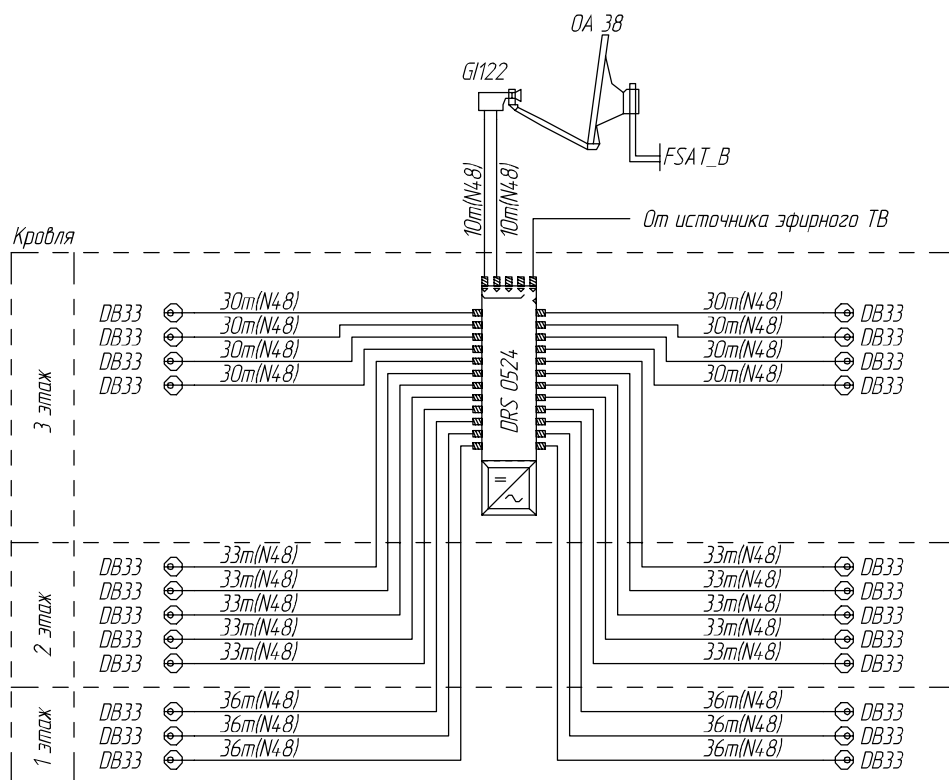 OA 38
GI122
FSAT_B
10m(N48)
10m(N48)
От источника эфирного ТВ
Кровля
3 этаж
DB33 30m(N48) 30m(N48) DB33
DB33 30m(N48) 30m(N48) DB33
DB33 30m(N48) 30m(N48) DB33
DB33 30m(N48) 30m(N48) DB33
DRS 0524
2 этаж
DB33 33m(N48) 33m(N48) DB33
DB33 33m(N48) 33m(N48) DB33
DB33 33m(N48) 33m(N48) DB33
DB33 33m(N48) 33m(N48) DB33
DB33 33m(N48) 33m(N48) DB33
1 этаж
DB33 36m(N48) 36m(N48) DB33
DB33 36m(N48) 36m(N48) DB33
DB33 36m(N48) 36m(N48) DB33